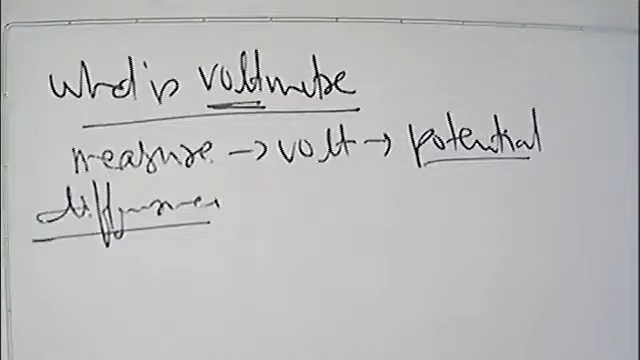 What is voltmeter
measure → volt → potential
difference